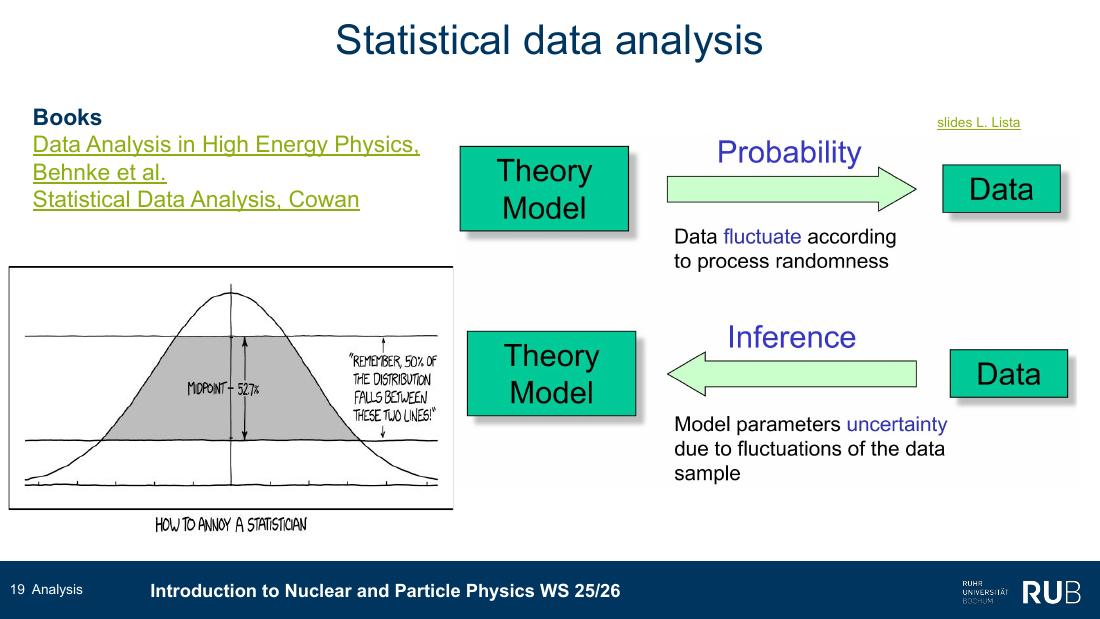 Statistical data analysis
Books
Data Analysis in High Energy Physics,
Behnke et al.
Statistical Data Analysis, Cowan
slides L. Lista
Theory
Model
Probability
Data
Data fluctuate according
to process randomness
Theory
Model
Inference
Data
Model parameters uncertainty
due to fluctuations of the data
sample
MIDPOINT
52.7%
"REMEMBER, 50% OF
THE DISTRIBUTION
FALLS BETWEEN
THESE TWO LINES!"
HOW TO ANNOY A STATISTICIAN
19 Analysis
Introduction to Nuclear and Particle Physics WS 25/26
RUHR
UNIVERSITÄT
BOCHUM
RUB